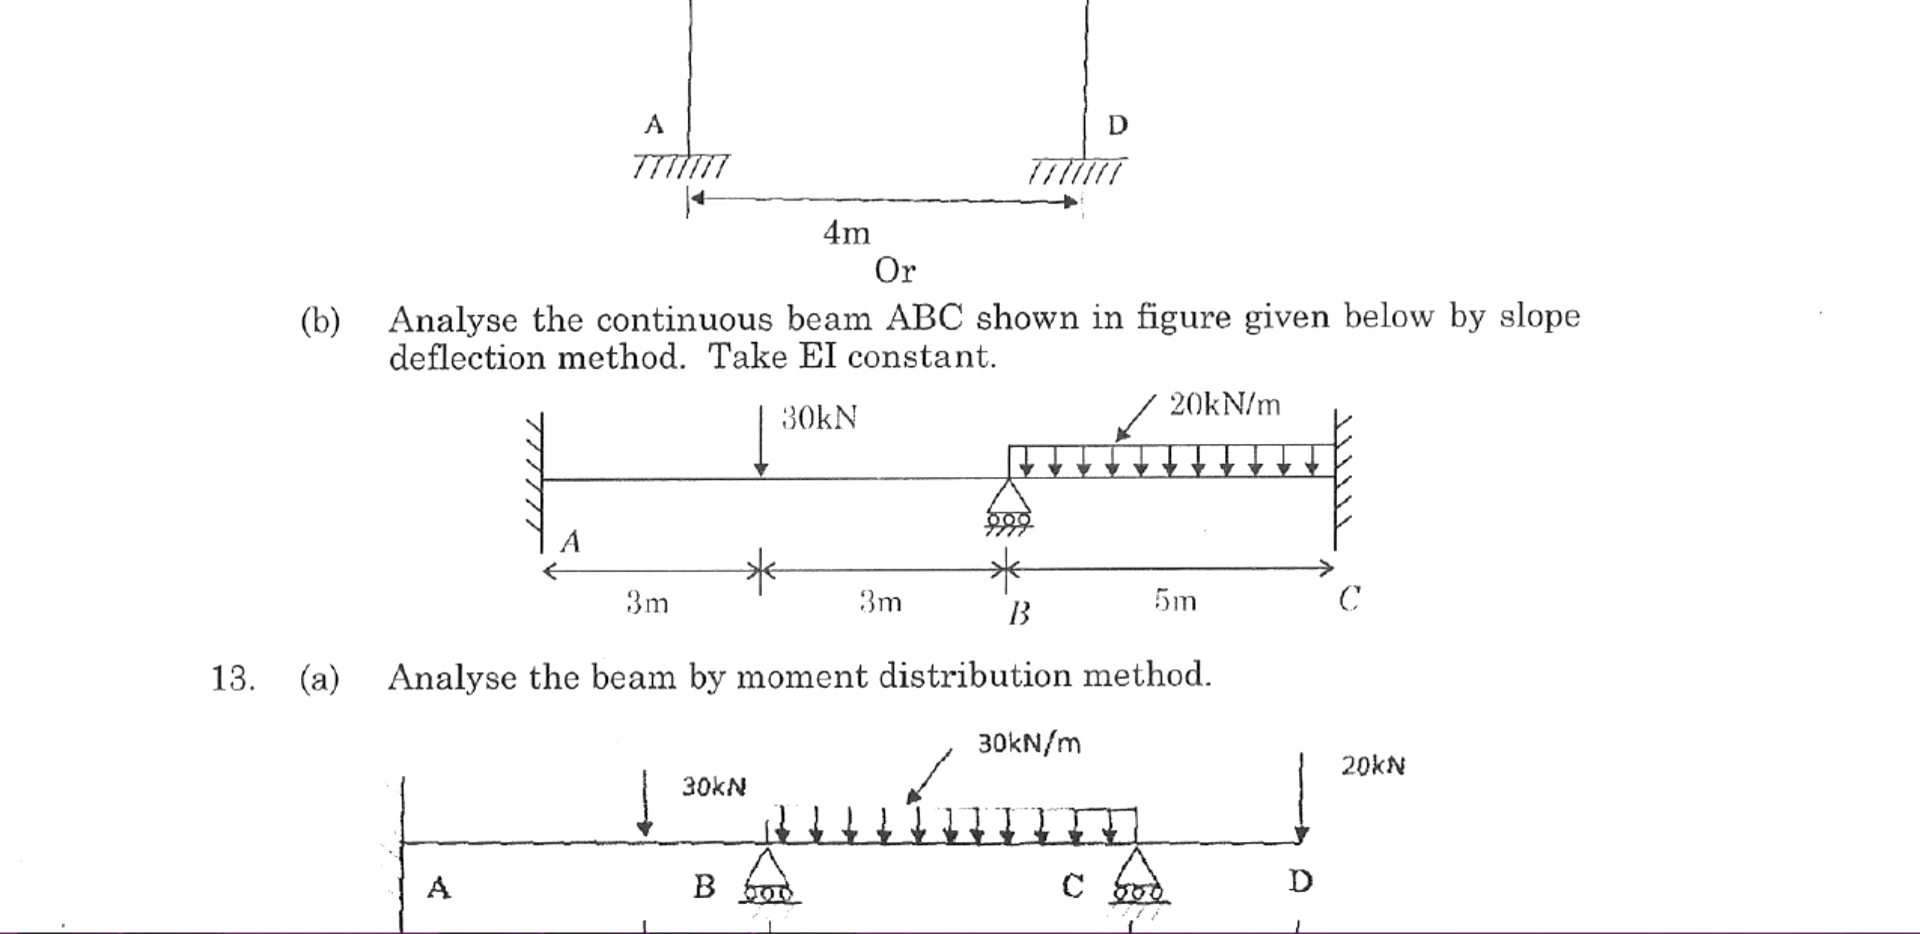 A D
4m
Or
(b) Analyse the continuous beam ABC shown in figure given below by slope
deflection method. Take EI constant.
30kN 20kN/m
A
3m 3m B 5m C
13. (a) Analyse the beam by moment distribution method.
30kN/m
30kN 20kN
A B C D